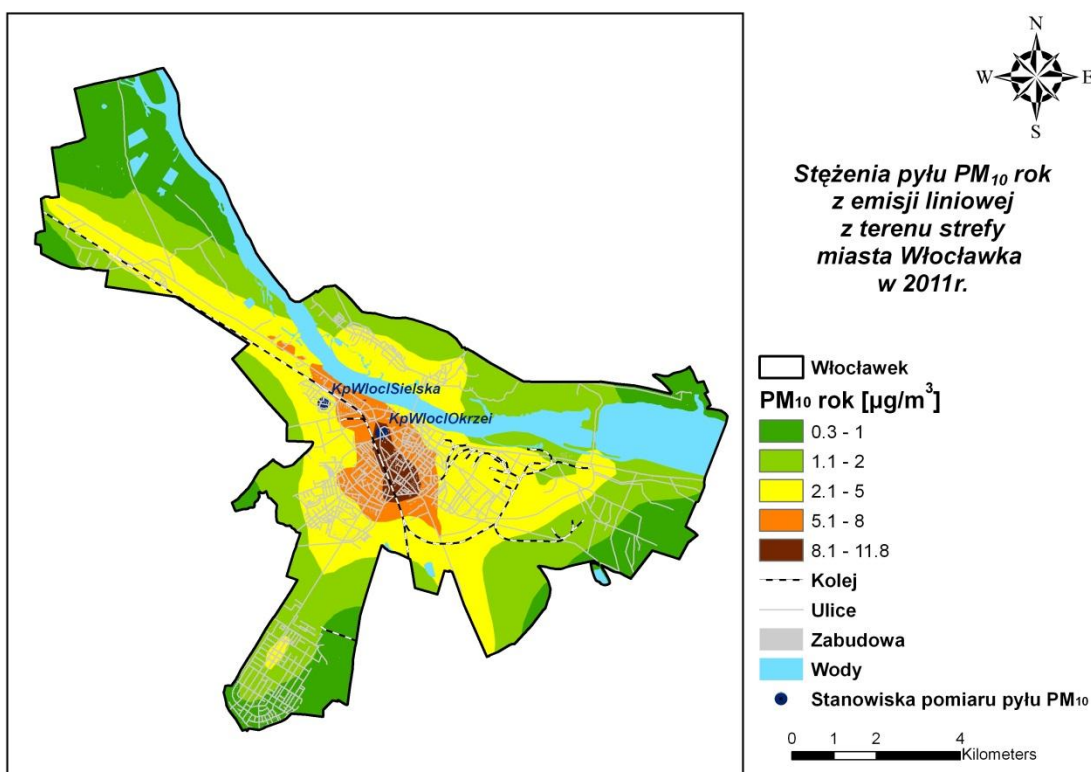 N
W E
S
Stężenia pyłu PM₁₀ rok
z emisji liniowej
z terenu strefy
miasta Włocławka
w 2011r.
KpWloclSielska
KpWloclOkrzei
Włocławek
PM₁₀ rok [µg/m³]
0.3 - 1
1.1 - 2
2.1 - 5
5.1 - 8
8.1 - 11.8
Kolej
Ulice
Zabudowa
Wody
Stanowiska pomiaru pyłu PM₁₀
0 1 2 4
Kilometers